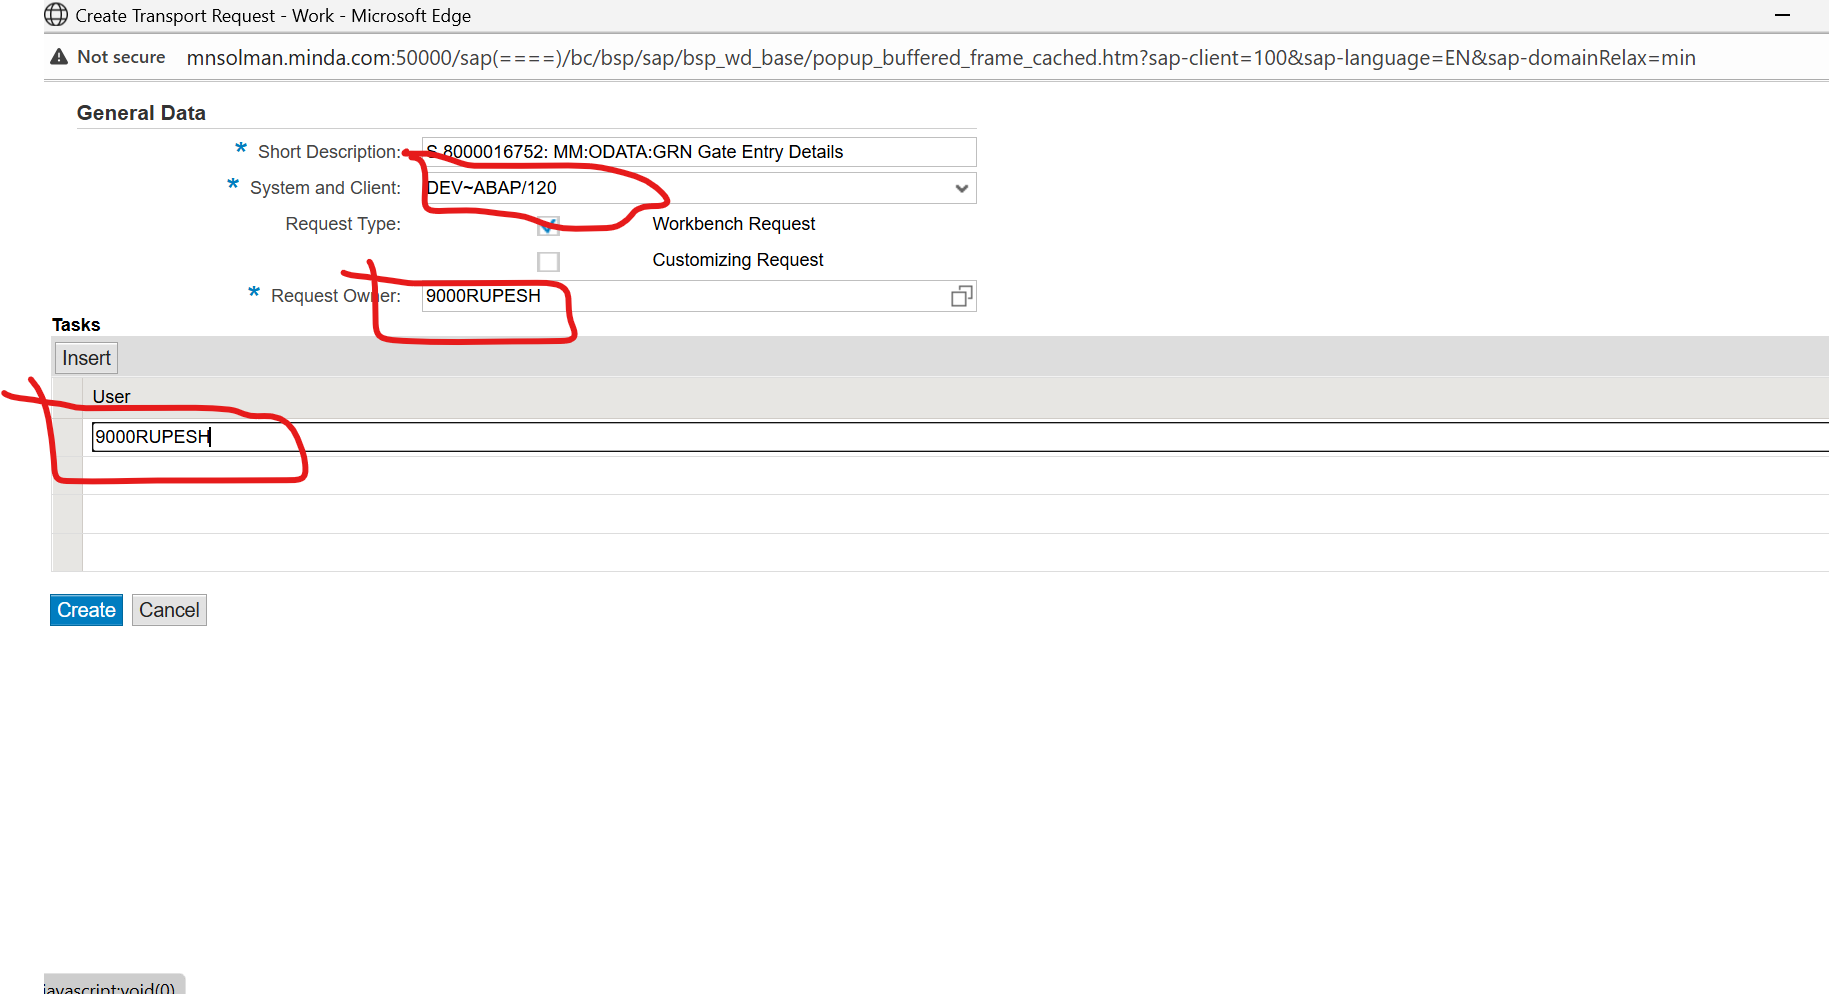 Create Transport Request - Work - Microsoft Edge
Not secure mnsolman.minda.com:50000/sap(====)/bc/bsp/sap/bsp_wd_base/popup_buffered_frame_cached.htm?sap-client=100&sap-language=EN&sap-domainRelax=min
General Data
* Short Description: S 8000016752: MM:ODATA:GRN Gate Entry Details
* System and Client: DEV~ABAP/120
Request Type: Workbench Request
Customizing Request
* Request Owner: 9000RUPESH
Tasks
Insert
User
9000RUPESH
Create Cancel
javascript:void(0)